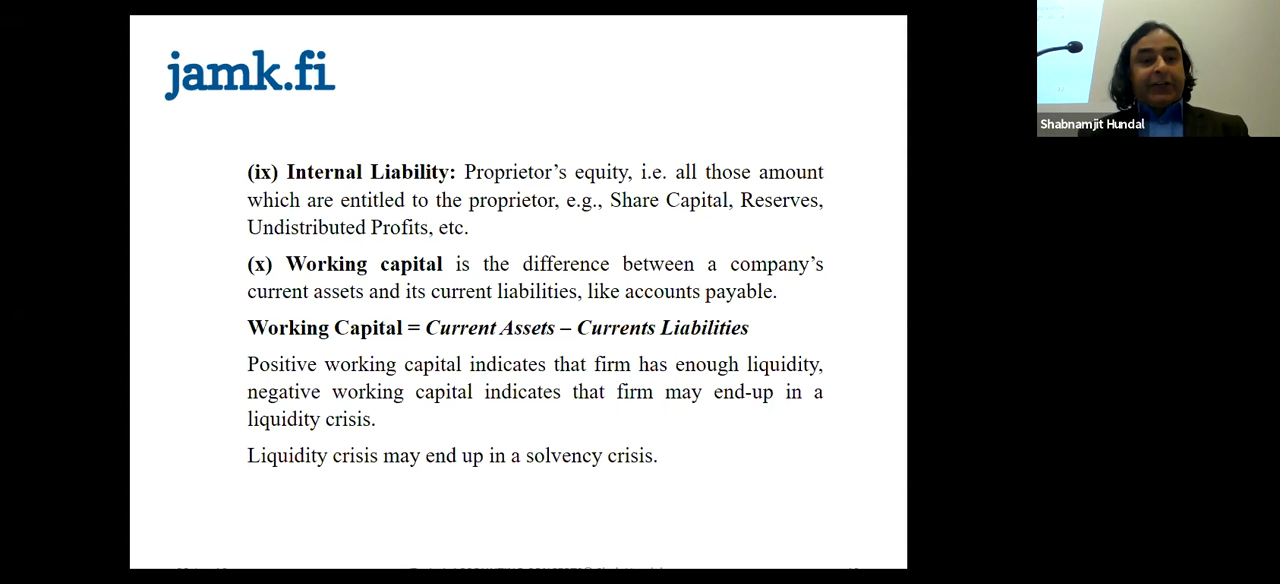 jamk.fi
(ix) Internal Liability: Proprietor’s equity, i.e. all those amount
which are entitled to the proprietor, e.g., Share Capital, Reserves,
Undistributed Profits, etc.
(x) Working capital is the difference between a company’s
current assets and its current liabilities, like accounts payable.
Working Capital = Current Assets – Currents Liabilities
Positive working capital indicates that firm has enough liquidity,
negative working capital indicates that firm may end-up in a
liquidity crisis.
Liquidity crisis may end up in a solvency crisis.
Shabnamjit Hundal